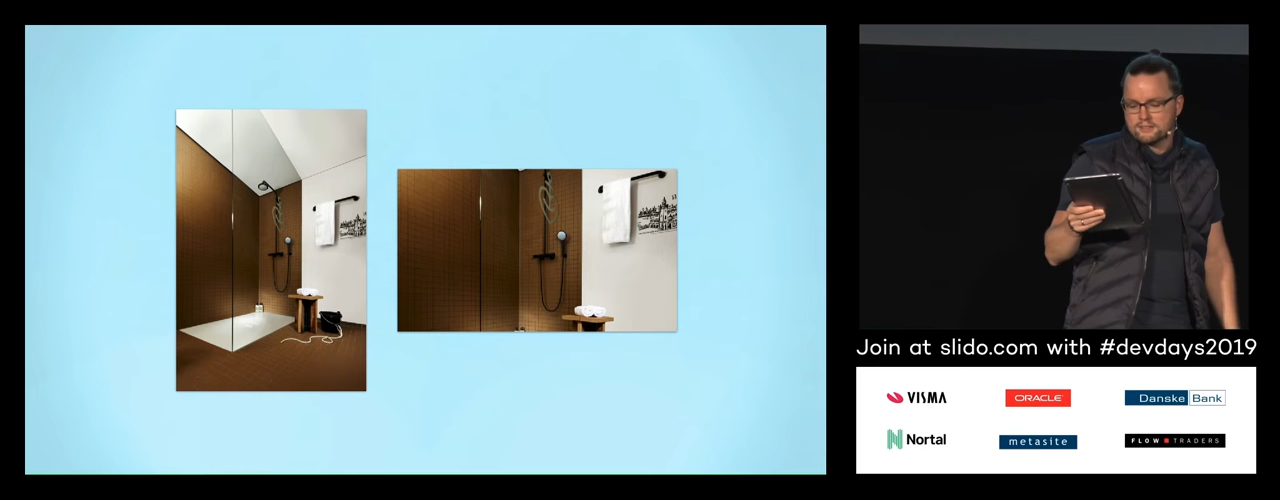 Join at slido.com with #devdays2019
VISMA
ORACLE
Danske Bank
Nortal
metasite
FLOW TRADERS